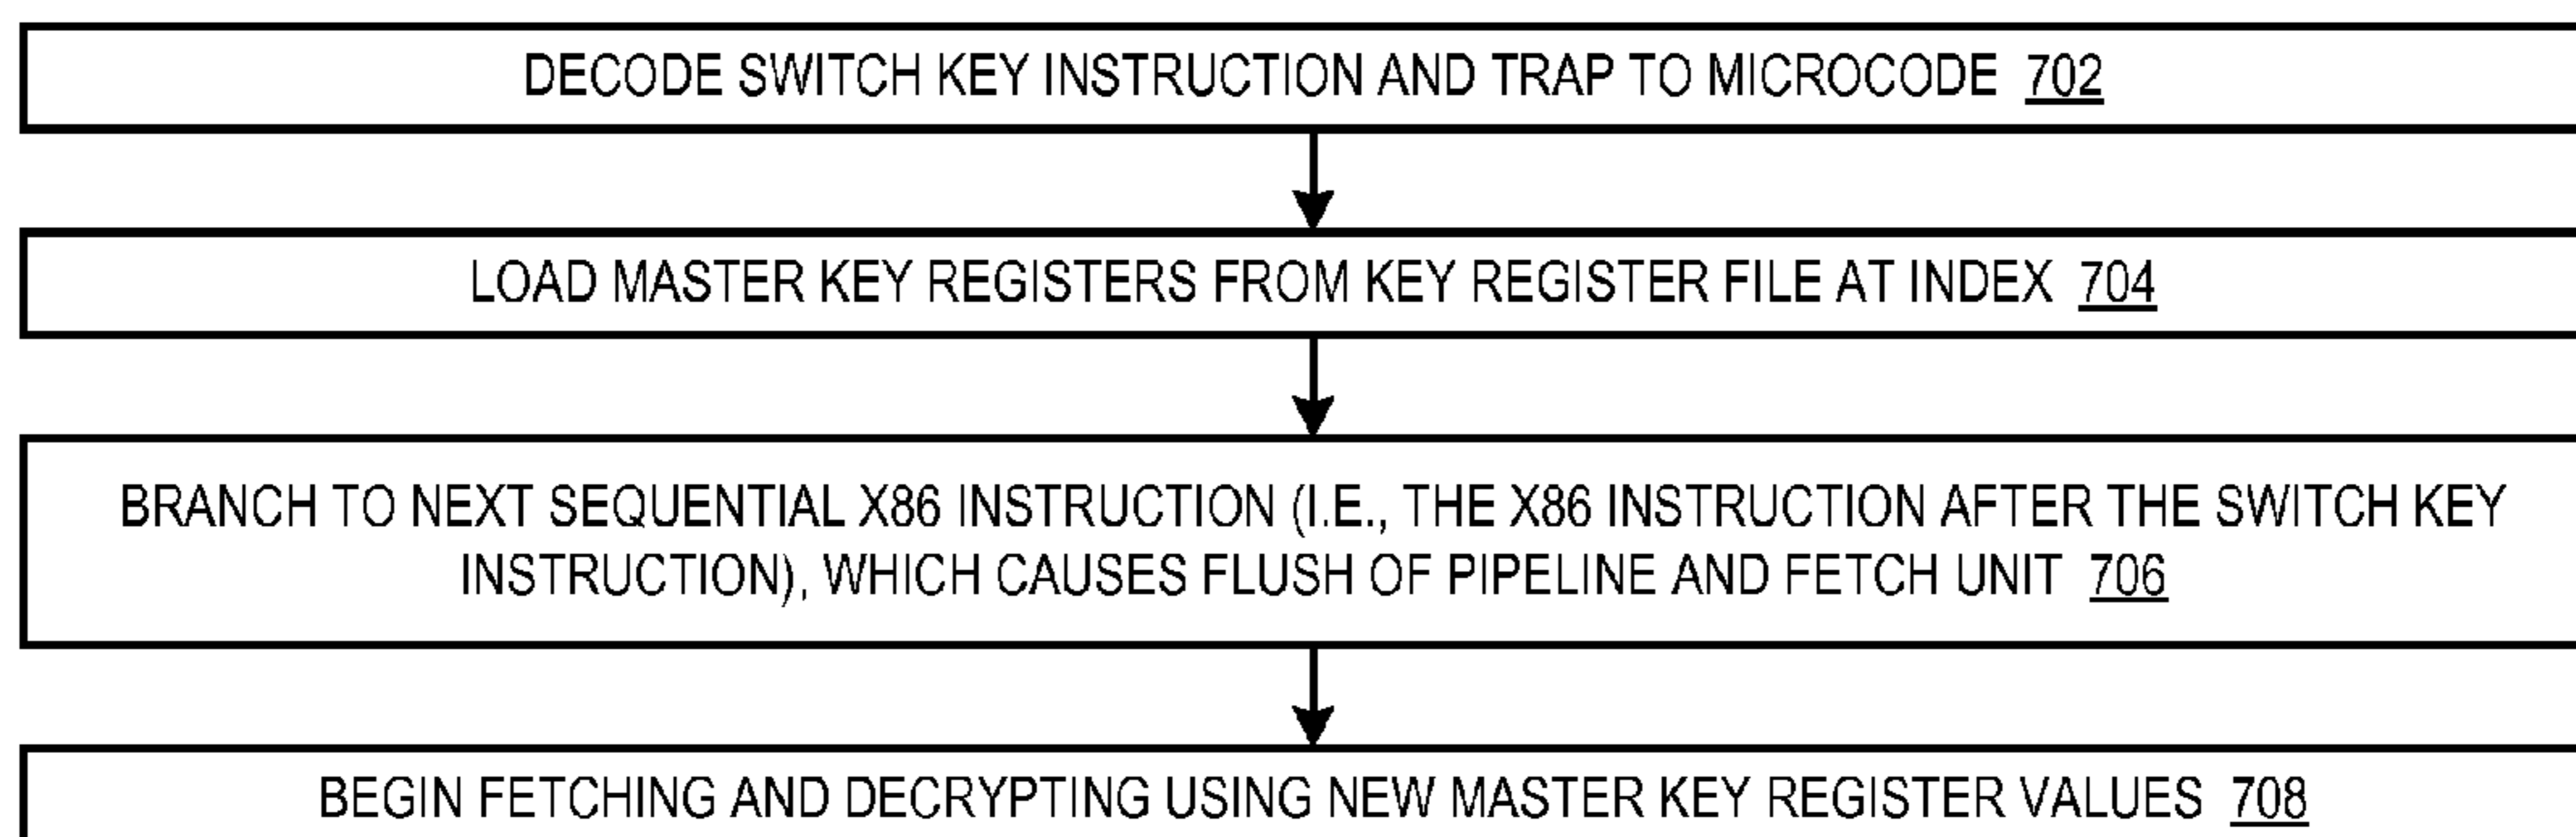 DECODE SWITCH KEY INSTRUCTION AND TRAP TO MICROCODE 702
LOAD MASTER KEY REGISTERS FROM KEY REGISTER FILE AT INDEX 704
BRANCH TO NEXT SEQUENTIAL X86 INSTRUCTION (I.E., THE X86 INSTRUCTION AFTER THE SWITCH KEY
INSTRUCTION), WHICH CAUSES FLUSH OF PIPELINE AND FETCH UNIT 706
BEGIN FETCHING AND DECRYPTING USING NEW MASTER KEY REGISTER VALUES 708